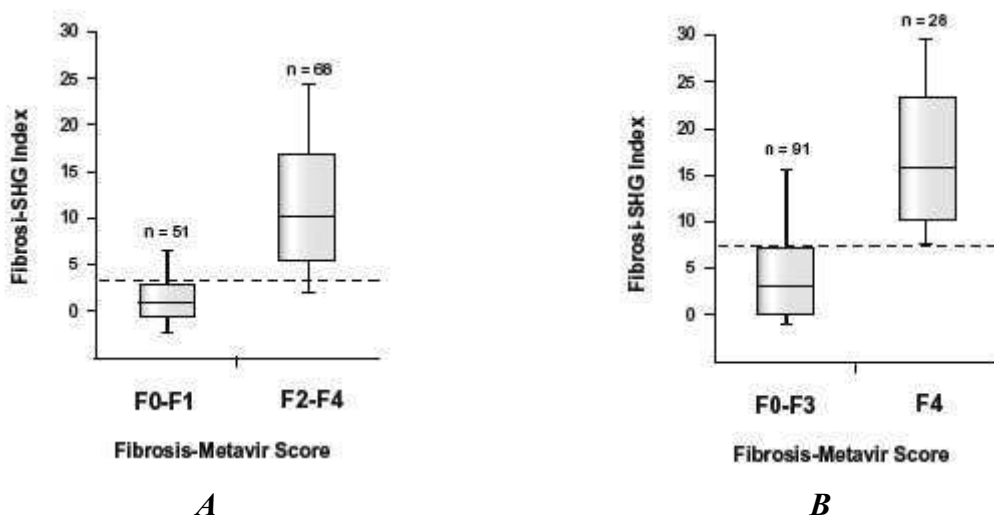 30
25
20
15
10
5
0
Fibrosi-SHG Index
n = 51
n = 68
F0-F1
F2-F4
Fibrosis-Metavir Score
A
30
25
20
15
10
5
0
Fibrosi-SHG Index
n = 91
n = 28
F0-F3
F4
Fibrosis-Metavir Score
B